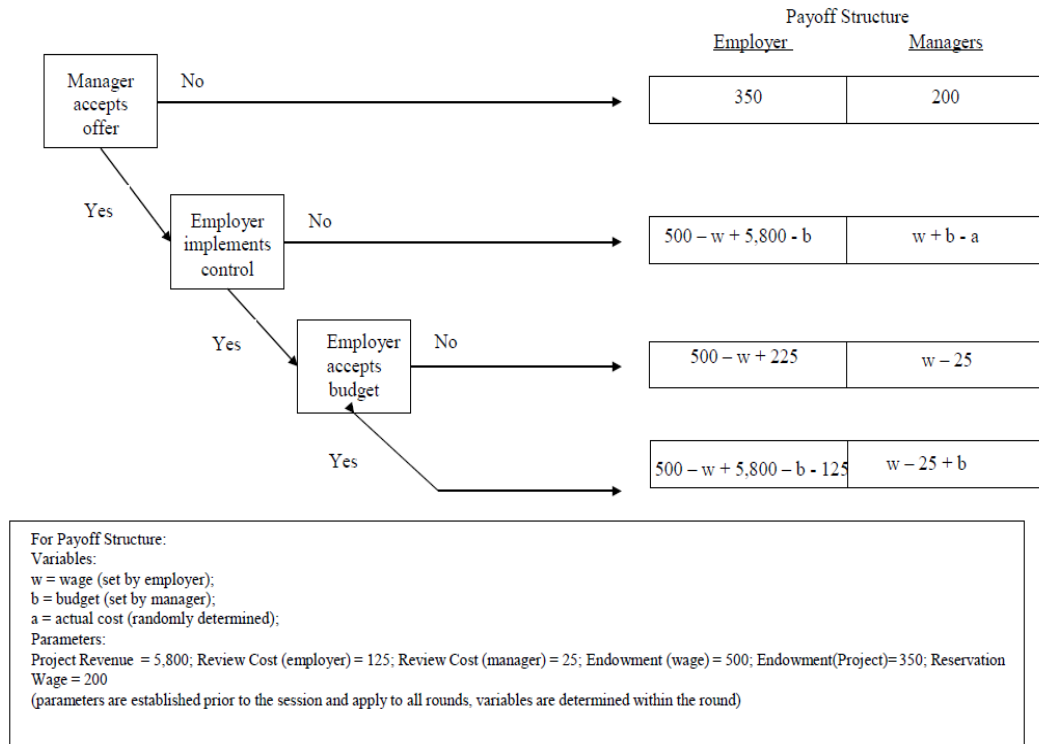 Payoff Structure
Employer Managers
Manager
accepts
offer
No
350 200
Yes
Employer
implements
control
No
500 – w + 5,800 - b w + b - a
Yes
Employer
accepts
budget
No
500 – w + 225 w – 25
Yes
500 – w + 5,800 – b - 125 w – 25 + b
For Payoff Structure:
Variables:
w = wage (set by employer);
b = budget (set by manager);
a = actual cost (randomly determined);
Parameters:
Project Revenue = 5,800; Review Cost (employer) = 125; Review Cost (manager) = 25; Endowment (wage) = 500; Endowment(Project)= 350; Reservation
Wage = 200
(parameters are established prior to the session and apply to all rounds, variables are determined within the round)